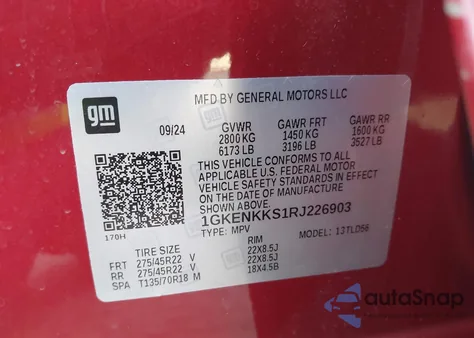 MFD BY GENERAL MOTORS LLC
gm
09/24
GVWR GAWR FRT GAWR RR
2800 KG 1450 KG 1600 KG
6173 LB 3196 LB 3527 LB
THIS VEHICLE CONFORMS TO ALL
APPLICABLE U.S. FEDERAL MOTOR
VEHICLE SAFETY STANDARDS IN EFFECT
ON THE DATE OF MANUFACTURE
1GKENKKS1RJ226903
170H
TYPE: MPV MODEL: 13TLD56
TIRE SIZE RIM
FRT 275/45R22 V 22X8.5J
RR 275/45R22 V 22X8.5J
SPA T135/70R18 M 18X4.5B
autoSnap